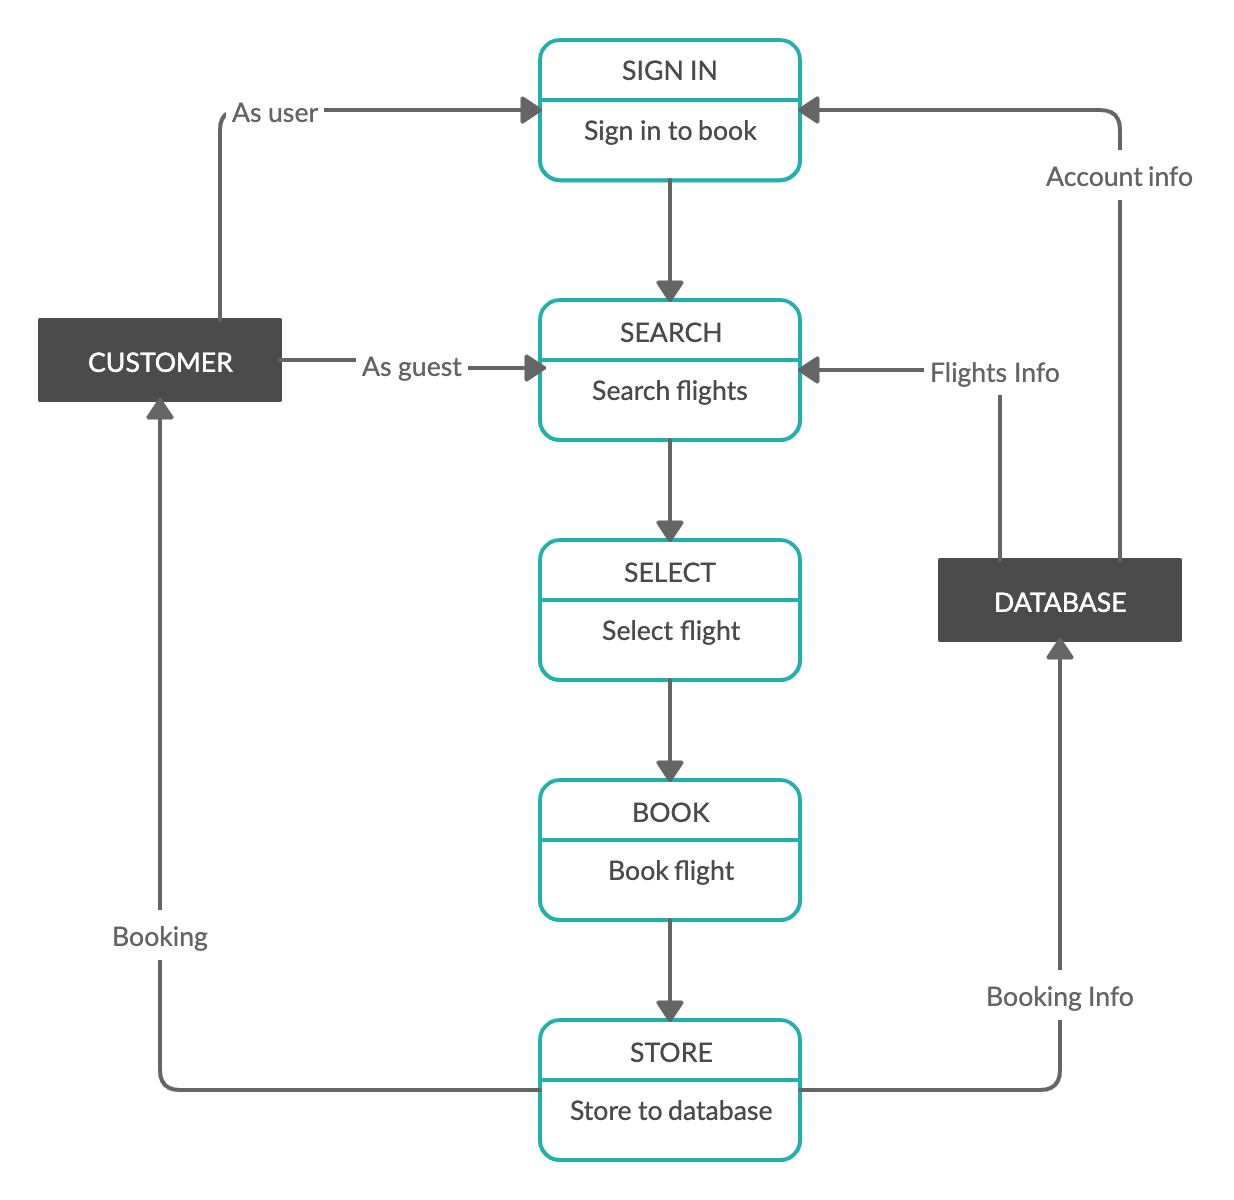 SIGN IN
As user
Sign in to book
Account info
SEARCH
CUSTOMER
As guest
Flights Info
Search flights
SELECT
DATABASE
Select flight
BOOK
Book flight
Booking
Booking Info
STORE
Store to database